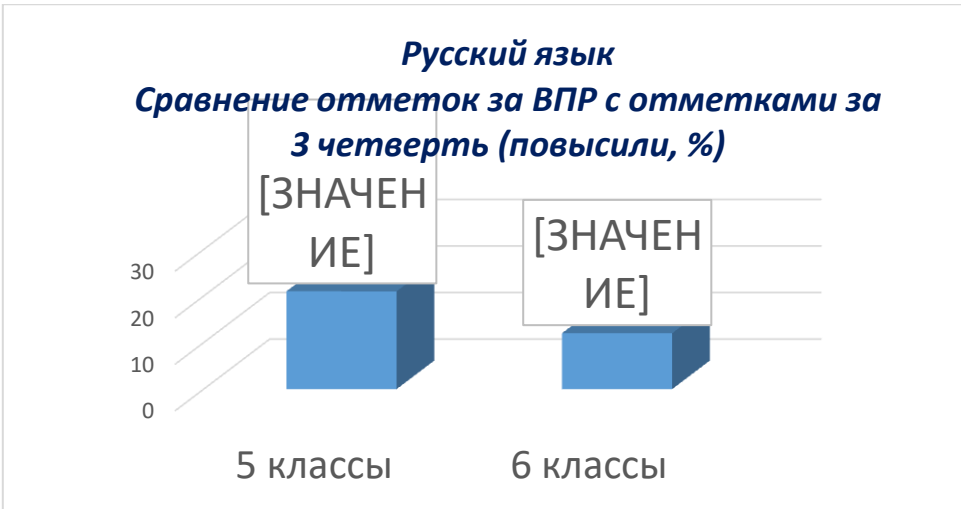 Русский язык
Сравнение отметок за ВПР с отметками за
3 четверть (повысили, %)
[ЗНАЧЕН
ИЕ]
[ЗНАЧЕН
ИЕ]
30
20
10
0
5 классы
6 классы